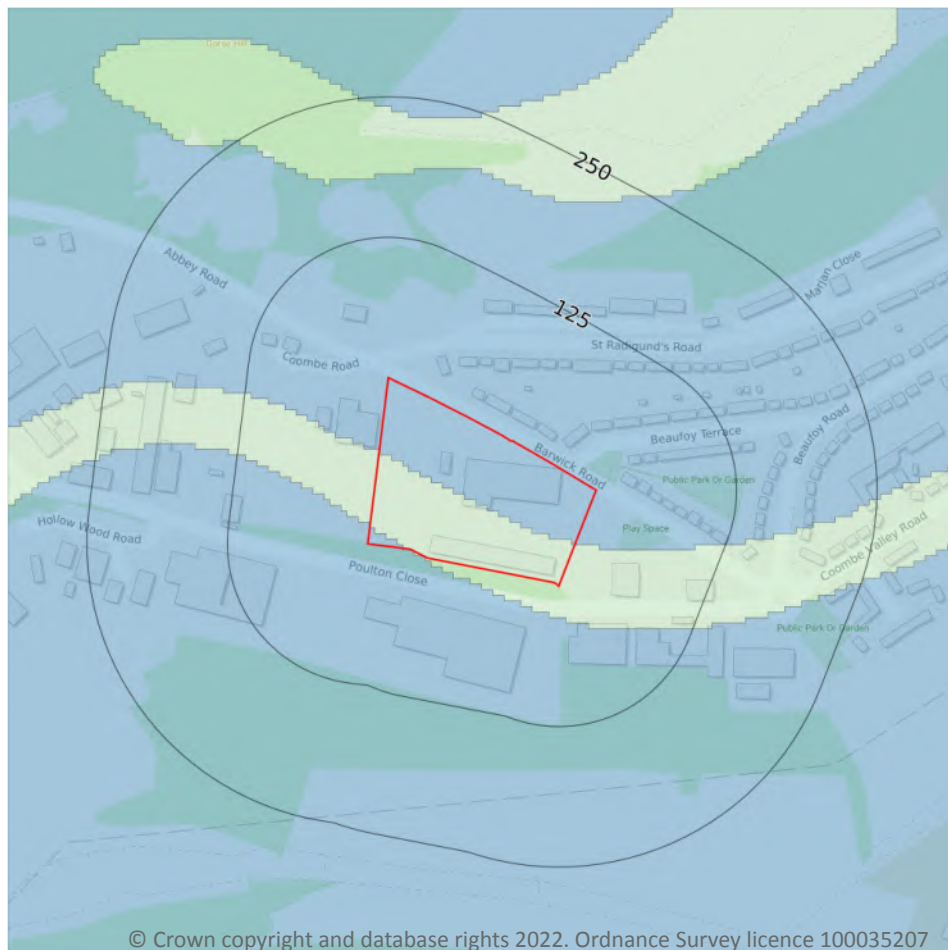 Gorse Hill
250
Abbey Road
Marjan Close
125
St Radigund's Road
Coombe Road
Beaufoy Terrace
Beaufoy Road
Barwick Road
Public Park Or Garden
Play Space
Coombe Valley Road
Hollow Wood Road
Poulton Close
Public Park Or Garden
© Crown copyright and database rights 2022. Ordnance Survey licence 100035207